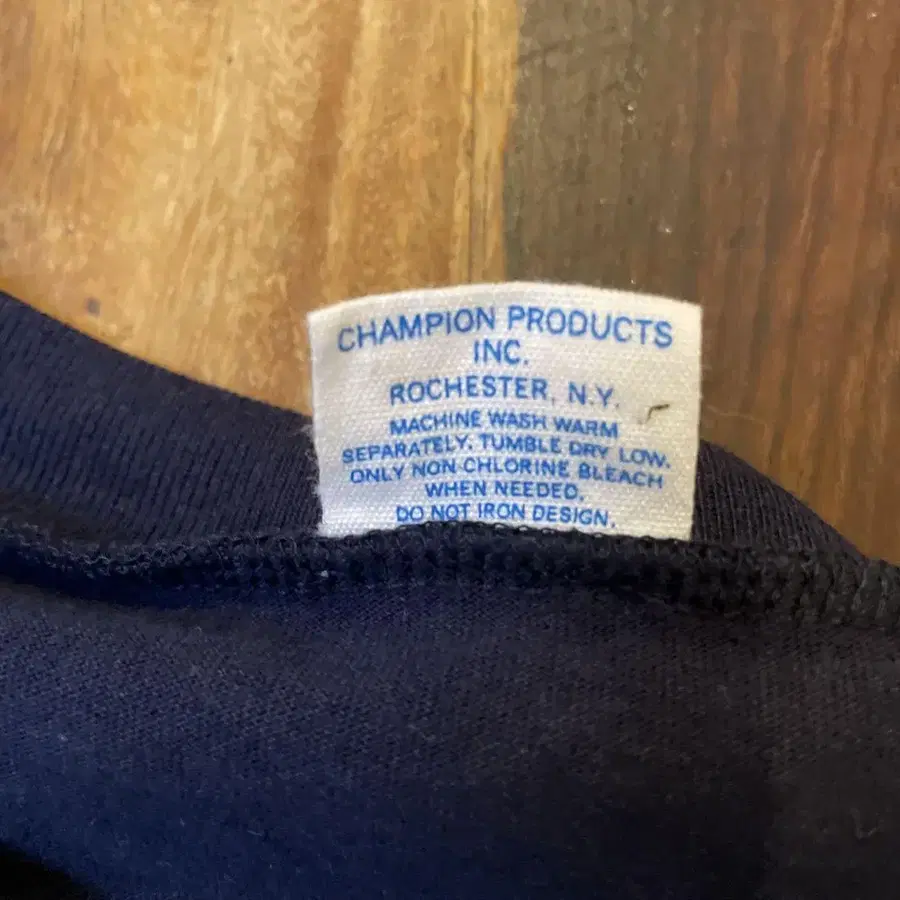 CHAMPION PRODUCTS
INC.
ROCHESTER, N.Y.
MACHINE WASH WARM
SEPARATELY. TUMBLE DRY LOW.
ONLY NON-CHLORINE BLEACH
WHEN NEEDED.
DO NOT IRON DESIGN.